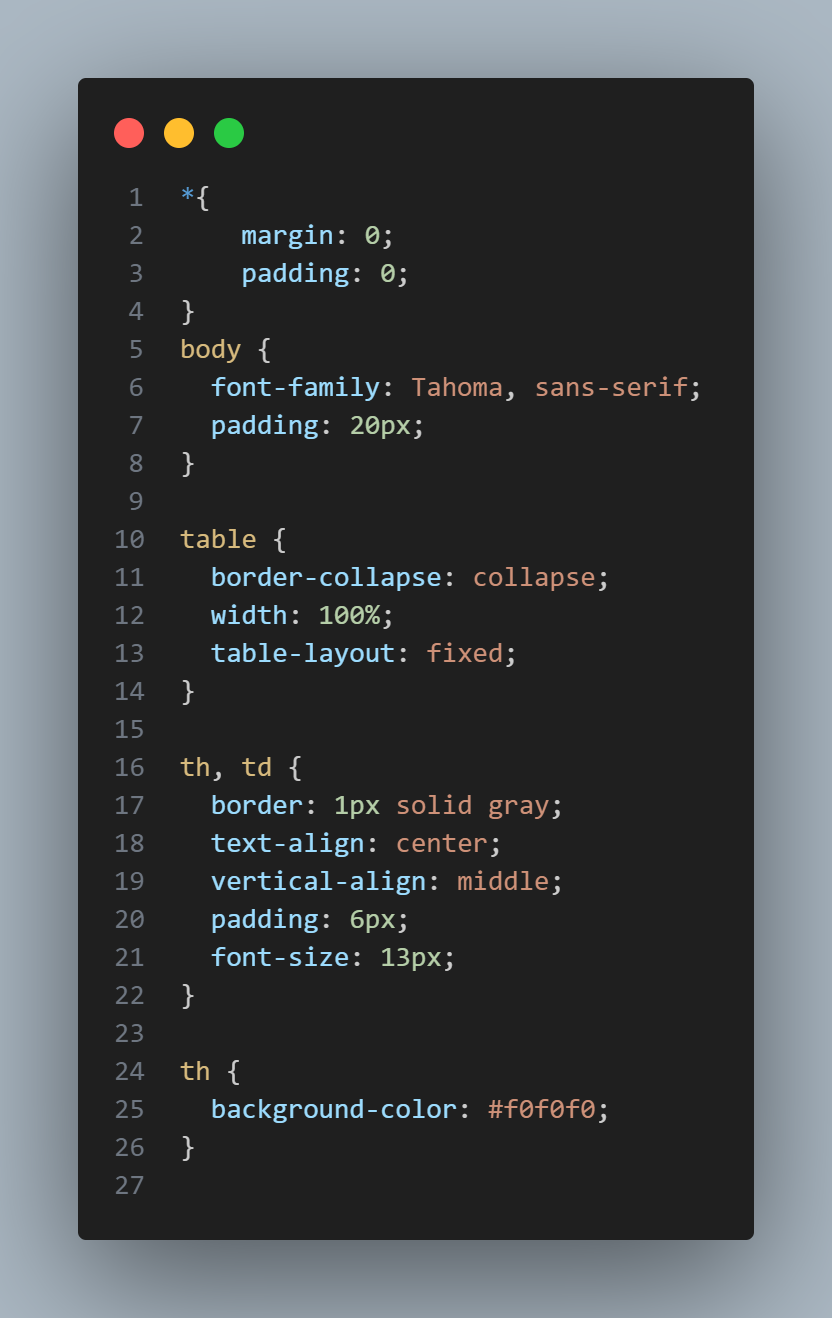 1 *{
2     margin: 0;
3     padding: 0;
4 }
5 body {
6   font-family: Tahoma, sans-serif;
7   padding: 20px;
8 }
9
10 table {
11   border-collapse: collapse;
12   width: 100%;
13   table-layout: fixed;
14 }
15
16 th, td {
17   border: 1px solid gray;
18   text-align: center;
19   vertical-align: middle;
20   padding: 6px;
21   font-size: 13px;
22 }
23
24 th {
25   background-color: #f0f0f0;
26 }
27